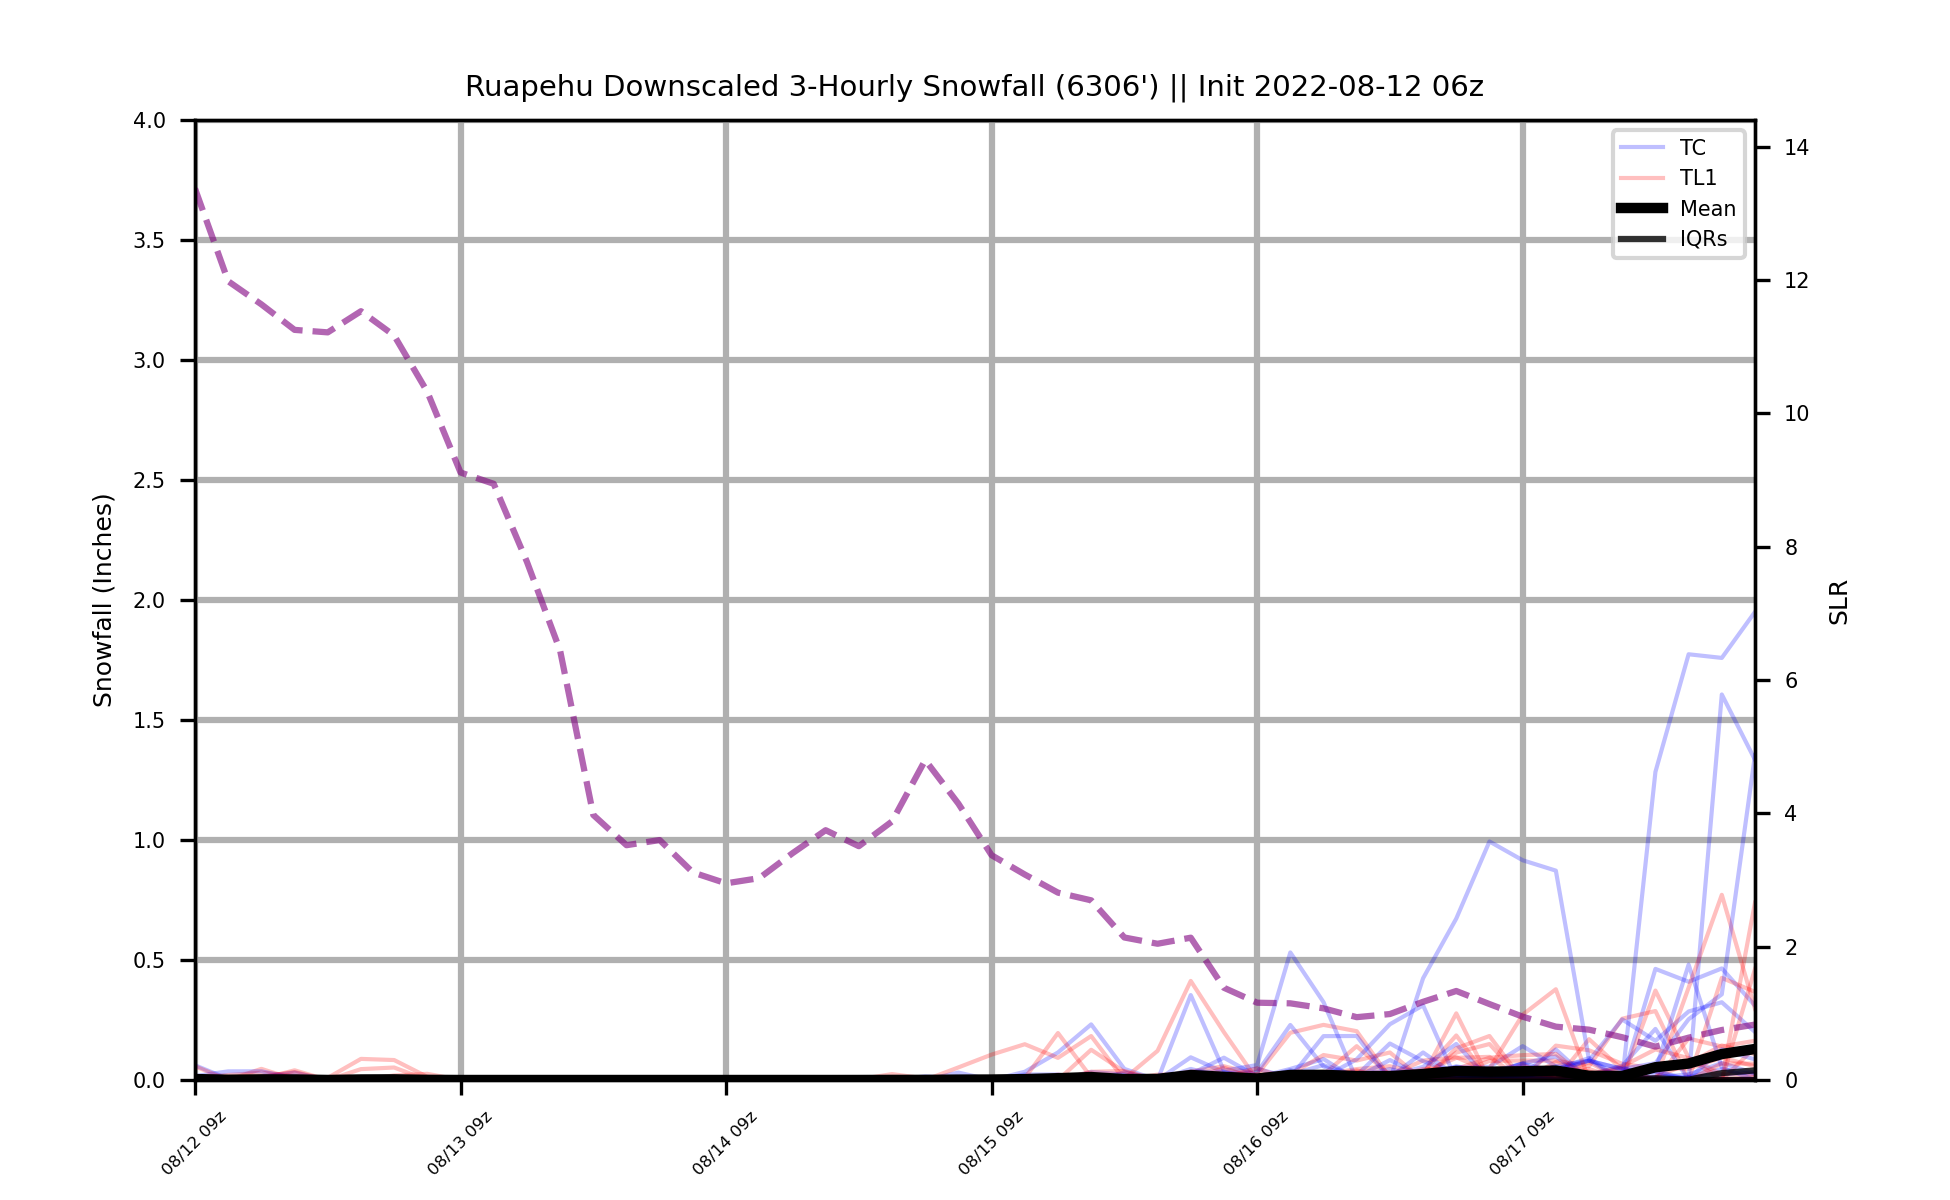 Ruapehu Downscaled 3-Hourly Snowfall (6306') || Init 2022-08-12 06z
4.0
3.5
3.0
2.5
2.0
1.5
1.0
0.5
0.0
Snowfall (Inches)
TC
TL1
Mean
IQRs
14
12
10
8
6
4
2
0
SLR
08/12 09z
08/13 09z
08/14 09z
08/15 09z
08/16 09z
08/17 09z